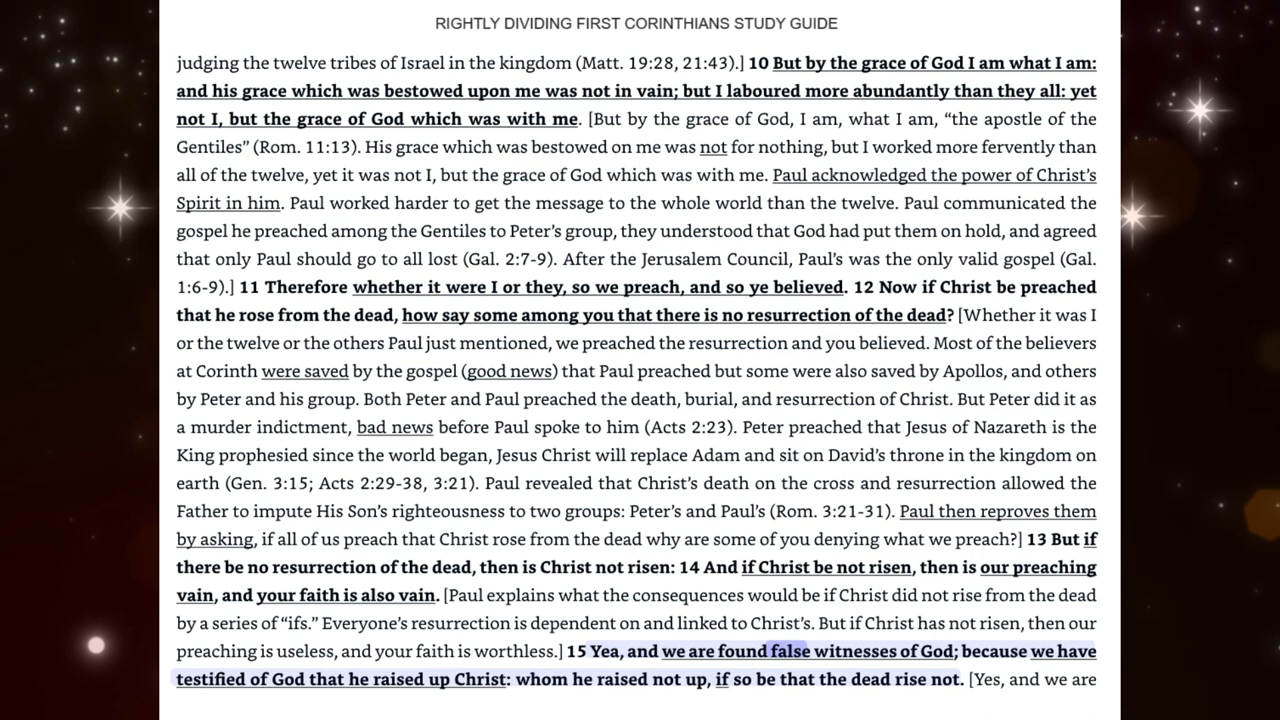 RIGHTLY DIVIDING FIRST CORINTHIANS STUDY GUIDE
judging the twelve tribes of Israel in the kingdom (Matt. 19:28, 21:43).] 10 But by the grace of God I am what I am:
and his grace which was bestowed upon me was not in vain; but I laboured more abundantly than they all: yet
not I, but the grace of God which was with me. [But by the grace of God, I am, what I am, “the apostle of the
Gentiles” (Rom. 11:13). His grace which was bestowed on me was not for nothing, but I worked more fervently than
all of the twelve, yet it was not I, but the grace of God which was with me. Paul acknowledged the power of Christ’s
Spirit in him. Paul worked harder to get the message to the whole world than the twelve. Paul communicated the
gospel he preached among the Gentiles to Peter’s group, they understood that God had put them on hold, and agreed
that only Paul should go to all lost (Gal. 2:7-9). After the Jerusalem Council, Paul’s was the only valid gospel (Gal.
1:6-9).] 11 Therefore whether it were I or they, so we preach, and so ye believed. 12 Now if Christ be preached
that he rose from the dead, how say some among you that there is no resurrection of the dead? [Whether it was I
or the twelve or the others Paul just mentioned, we preached the resurrection and you believed. Most of the believers
at Corinth were saved by the gospel (good news) that Paul preached but some were also saved by Apollos, and others
by Peter and his group. Both Peter and Paul preached the death, burial, and resurrection of Christ. But Peter did it as
a murder indictment, bad news before Paul spoke to him (Acts 2:23). Peter preached that Jesus of Nazareth is the
King prophesied since the world began, Jesus Christ will replace Adam and sit on David’s throne in the kingdom on
earth (Gen. 3:15; Acts 2:29-38, 3:21). Paul revealed that Christ’s death on the cross and resurrection allowed the
Father to impute His Son’s righteousness to two groups: Peter’s and Paul’s (Rom. 3:21-31). Paul then reproves them
by asking, if all of us preach that Christ rose from the dead why are some of you denying what we preach?] 13 But if
there be no resurrection of the dead, then is Christ not risen: 14 And if Christ be not risen, then is our preaching
vain, and your faith is also vain. [Paul explains what the consequences would be if Christ did not rise from the dead
by a series of “ifs.” Everyone’s resurrection is dependent on and linked to Christ’s. But if Christ has not risen, then our
preaching is useless, and your faith is worthless.] 15 Yea, and we are found false witnesses of God; because we have
testified of God that he raised up Christ: whom he raised not up, if so be that the dead rise not. [Yes, and we are